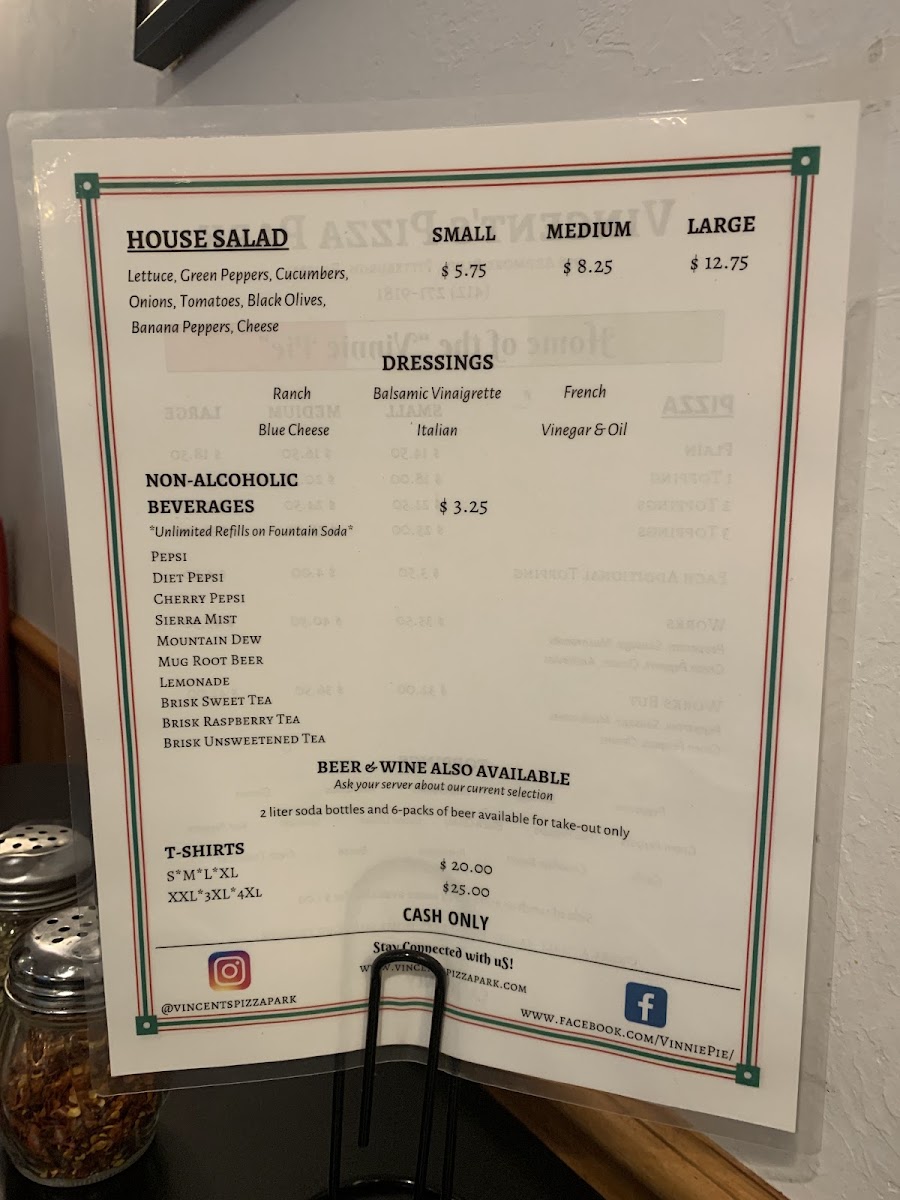 HOUSE SALAD SMALL MEDIUM LARGE
Lettuce, Green Peppers, Cucumbers, $ 5.75 $ 8.25 $ 12.75
Onions, Tomatoes, Black Olives,
Banana Peppers, Cheese
DRESSINGS
Ranch Balsamic Vinaigrette French
Blue Cheese Italian Vinegar & Oil
NON-ALCOHOLIC
BEVERAGES $ 3.25
*Unlimited Refills on Fountain Soda*
PEPSI
DIET PEPSI
CHERRY PEPSI
SIERRA MIST
MOUNTAIN DEW
MUG ROOT BEER
LEMONADE
BRISK SWEET TEA
BRISK RASPBERRY TEA
BRISK UNSWEETENED TEA
BEER & WINE ALSO AVAILABLE
Ask your server about our current selection
2 liter soda bottles and 6-packs of beer available for take-out only
T-SHIRTS
S*M*L*XL $ 20.00
XXL*3XL*4XL $25.00
CASH ONLY
Stay Connected with uS!
@VINCENTSPIZZAPARK
WWW.FACEBOOK.COM/VINNIEPIE/